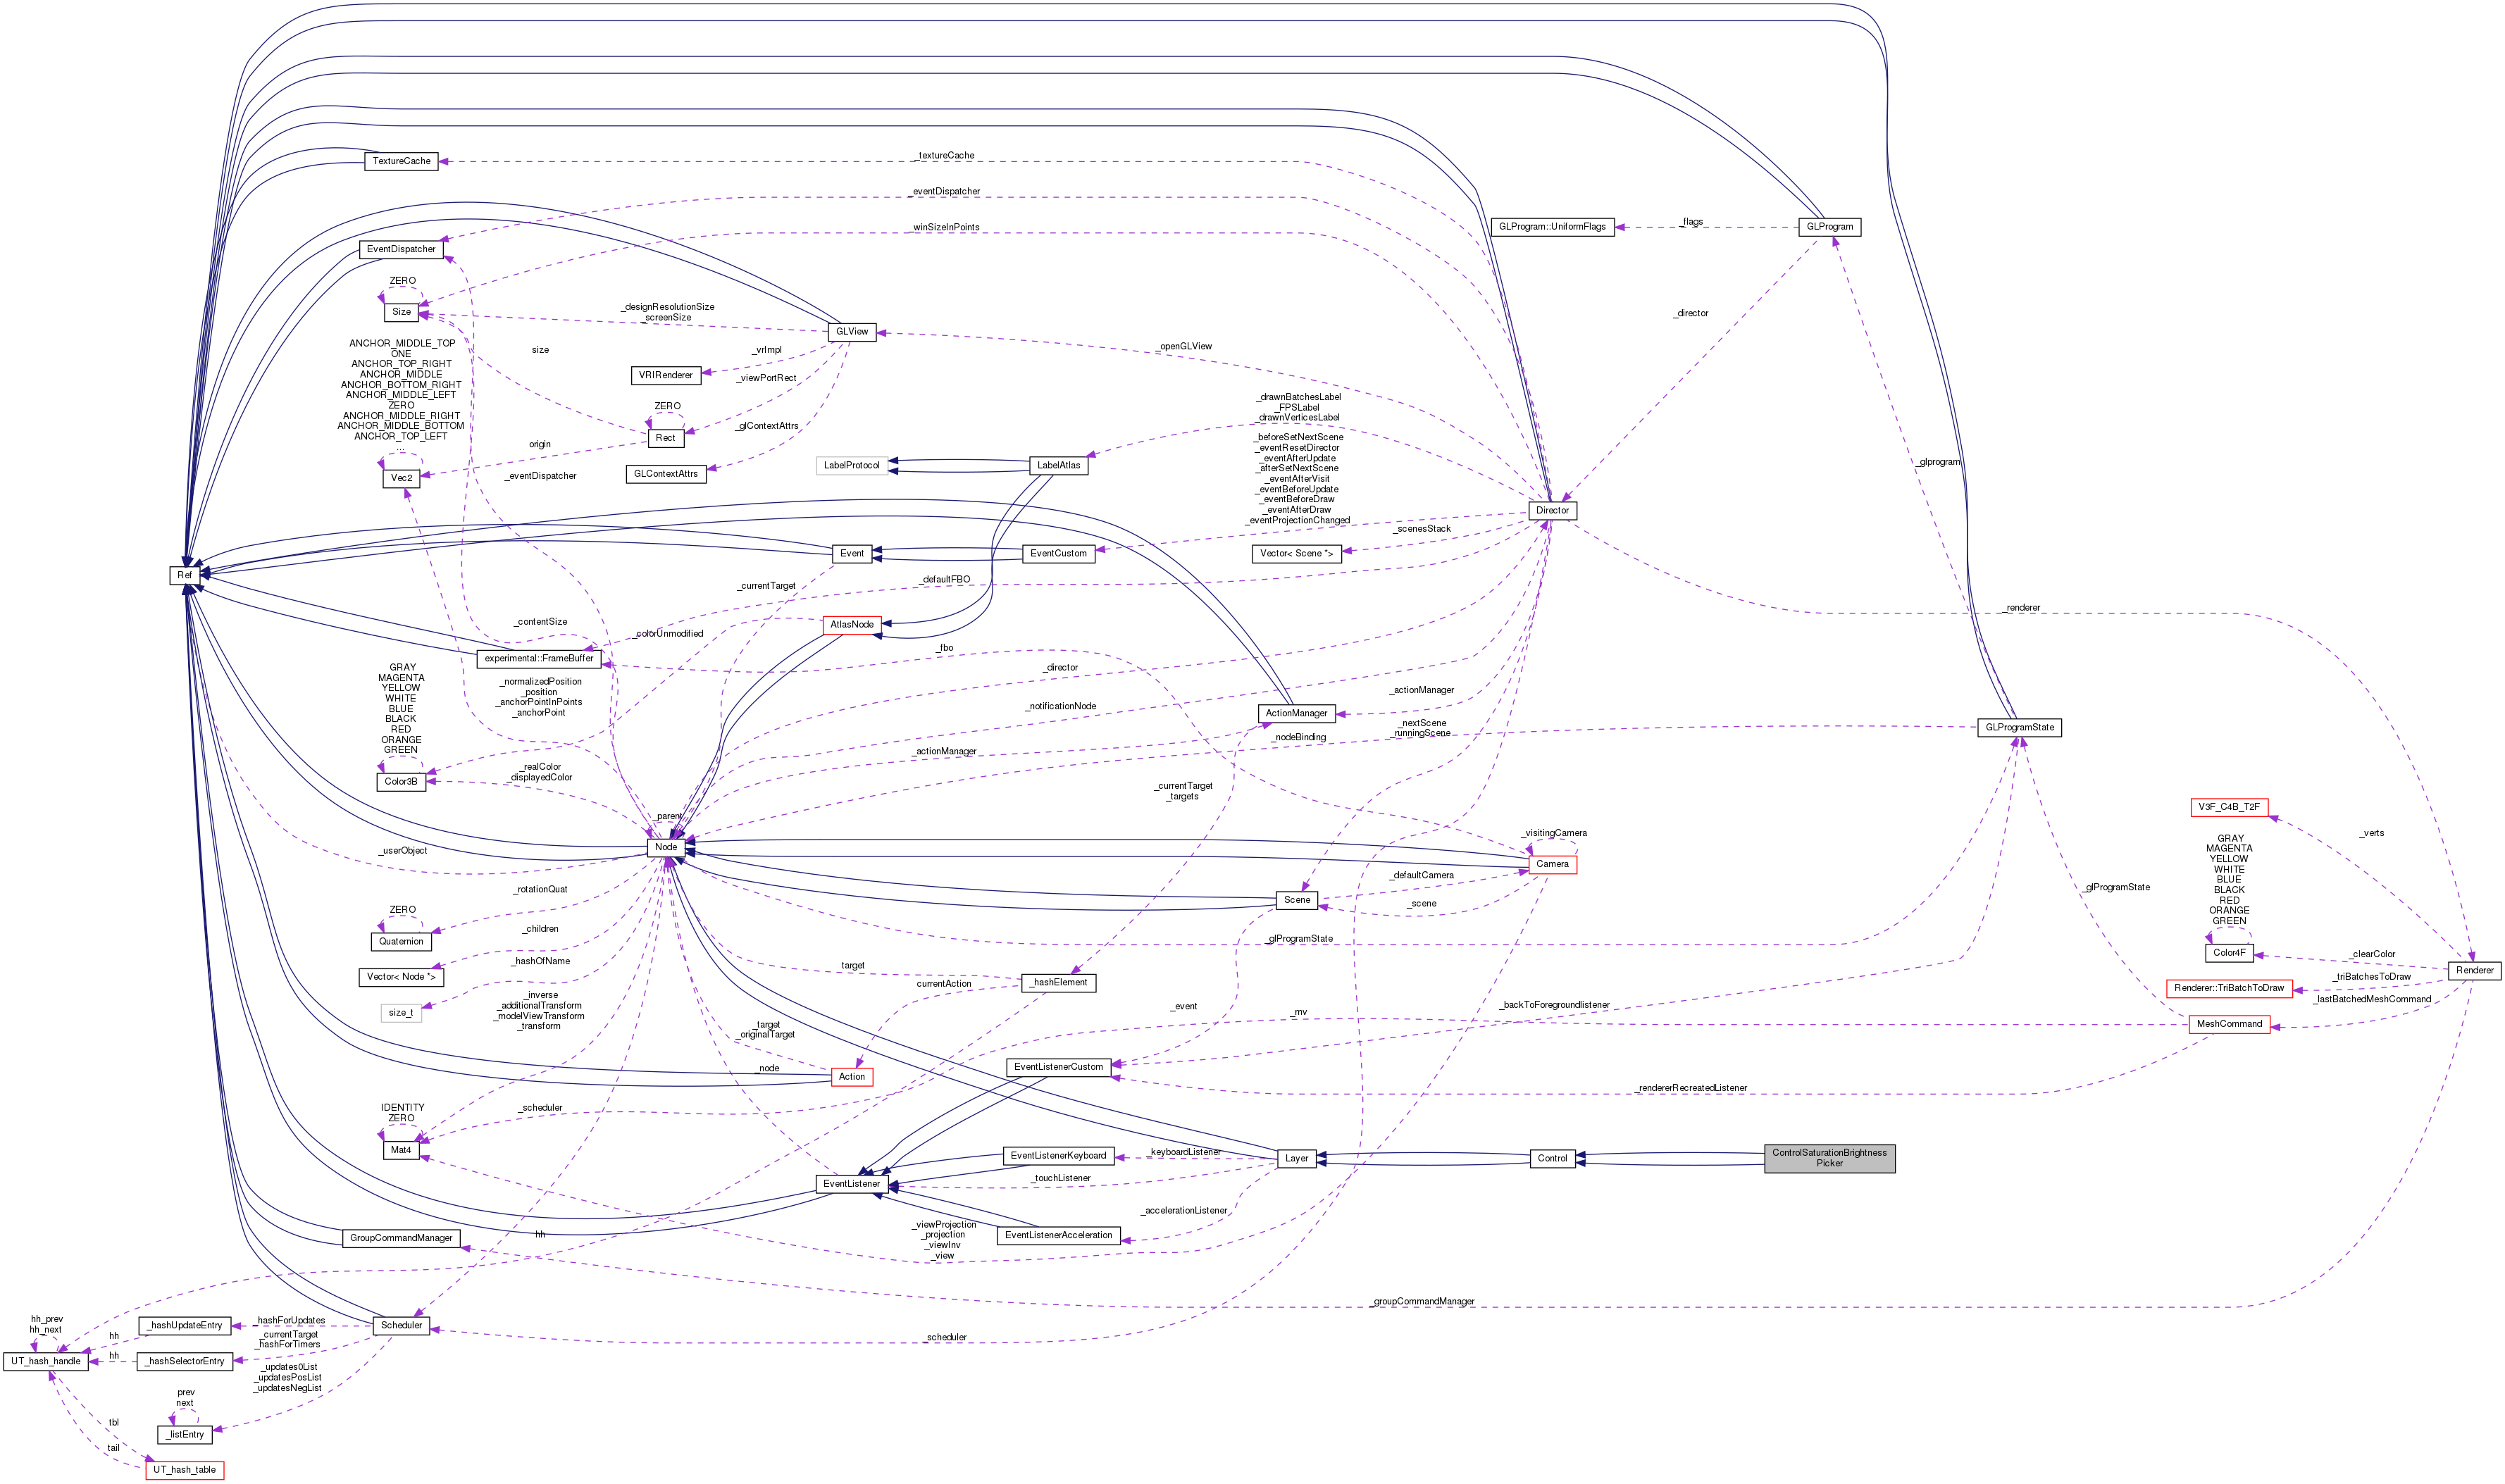 TextureCache
_textureCache
_eventDispatcher
_winSizeInPoints
GLProgram::UniformFlags
_flags
GLProgram
EventDispatcher
ZERO
Size
_designResolutionSize
_screenSize
GLView
_director
size
_vrImpl
_openGLView
VRIRenderer
_viewPortRect
ANCHOR_MIDDLE_TOP
ONE
ANCHOR_TOP_RIGHT
ANCHOR_MIDDLE
ANCHOR_BOTTOM_RIGHT
ANCHOR_MIDDLE_LEFT
ZERO
ANCHOR_MIDDLE_RIGHT
ANCHOR_MIDDLE_BOTTOM
ANCHOR_TOP_LEFT
...
Vec2
ZERO
Rect
origin
_glContextAttrs
GLContextAttrs
_eventDispatcher
_drawnBatchesLabel
_FPSLabel
_drawnVerticesLabel
LabelProtocol
LabelAtlas
_beforeSetNextScene
_eventResetDirector
_eventAfterUpdate
_afterSetNextScene
_eventAfterVisit
_eventBeforeUpdate
_eventBeforeDraw
_eventAfterDraw
_eventProjectionChanged
_glprogram
Director
_scenesStack
Vector< Scene *>
Event
EventCustom
Ref
_currentTarget
_defaultFBO
_renderer
_contentSize
_colorUnmodified
AtlasNode
_fbo
experimental::FrameBuffer
_director
GRAY
MAGENTA
YELLOW
WHITE
BLUE
BLACK
RED
ORANGE
GREEN
Color3B
_normalizedPosition
_position
_anchorPointInPoints
_anchorPoint
_notificationNode
_actionManager
ActionManager
_nextScene
_runningScene
GLProgramState
_nodeBinding
_actionManager
_realColor
_displayedColor
_currentTarget
_targets
V3F_C4B_T2F
_verts
_parent
Node
_userObject
_visitingCamera
Camera
_defaultCamera
Scene
_scene
_rotationQuat
ZERO
Quaternion
_children
_glProgramState
_glProgramState
GRAY
MAGENTA
YELLOW
WHITE
BLUE
BLACK
RED
ORANGE
GREEN
Color4F
_clearColor
Renderer
Vector< Node *>
_hashOfName
target
_hashElement
currentAction
_triBatchesToDraw
Renderer::TriBatchToDraw
_lastBatchedMeshCommand
size_t
_inverse
_additionalTransform
_modelViewTransform
_transform
_event
_backToForegroundlistener
_mv
MeshCommand
_target
_originalTarget
_node
Action
EventListenerCustom
_rendererRecreatedListener
IDENTITY
ZERO
Mat4
_scheduler
EventListenerKeyboard
_keyboardListener
Layer
Control
ControlSaturationBrightness
Picker
EventListener
_touchListener
_accelerationListener
EventListenerAcceleration
GroupCommandManager
hh
_viewProjection
_projection
_viewInv
_view
_groupCommandManager
hh_prev
hh_next
UT_hash_handle
hh
_hashUpdateEntry
_hashForUpdates
Scheduler
_scheduler
hh
_hashSelectorEntry
_currentTarget
_hashForTimers
_updates0List
_updatesPosList
_updatesNegList
prev
next
_listEntry
tbl
tail
UT_hash_table